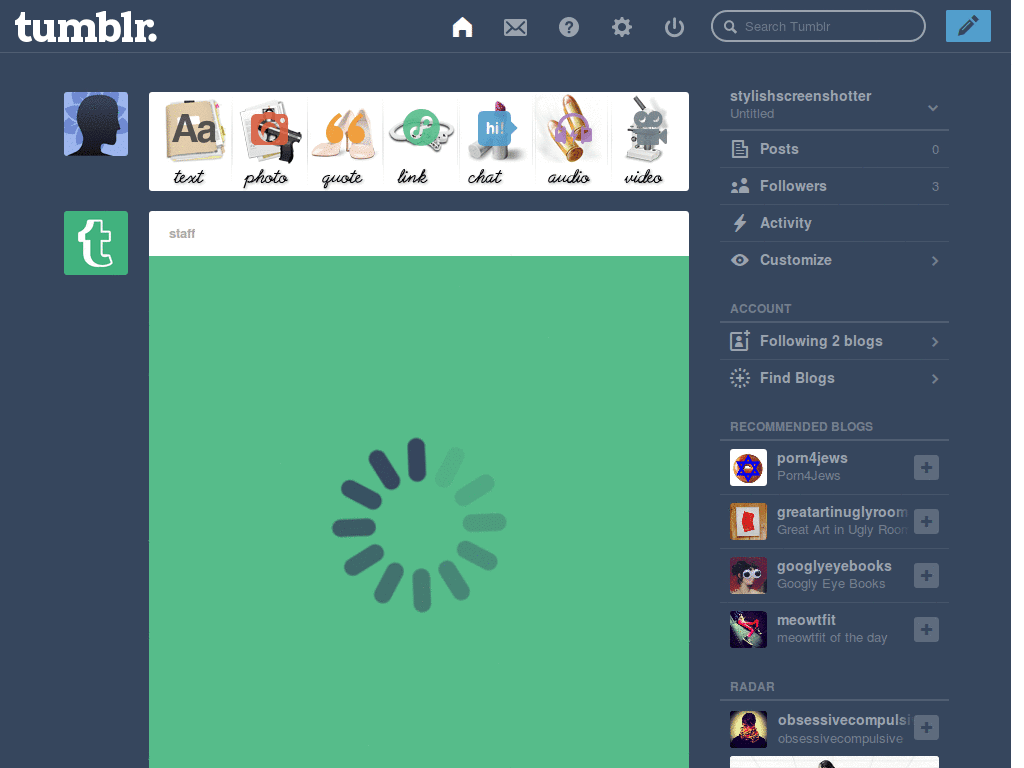 tumblr.
Search Tumblr
Aa
hi!
text
photo
quote
link
chat
audio
video
t
staff
stylishscreenshotter
Untitled
Posts 0
Followers 3
Activity
Customize
ACCOUNT
Following 2 blogs
Find Blogs
RECOMMENDED BLOGS
porn4jews
Porn4Jews
greatartinuglyroom
Great Art in Ugly Room
googlyeyebooks
Googly Eye Books
meowtfit
meowtfit of the day
RADAR
obsessivecompulsi
obsessivecompulsive